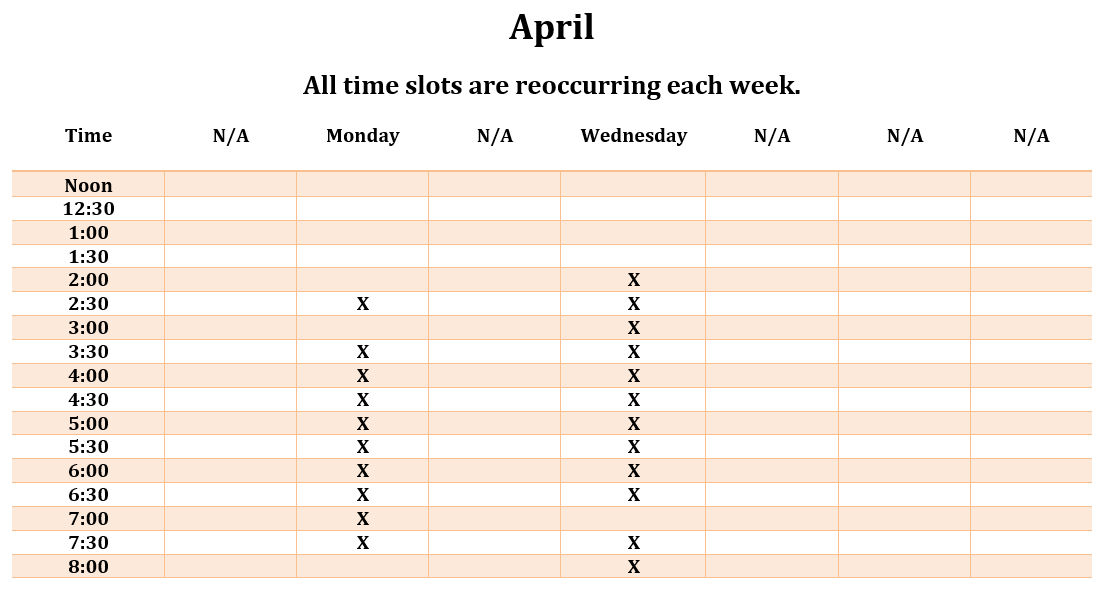 April
All time slots are reoccurring each week.
Time N/A Monday N/A Wednesday N/A N/A N/A
Noon
12:30
1:00
1:30
2:00 X
2:30 X X
3:00 X
3:30 X X
4:00 X X
4:30 X X
5:00 X X
5:30 X X
6:00 X X
6:30 X X
7:00 X
7:30 X X
8:00 X